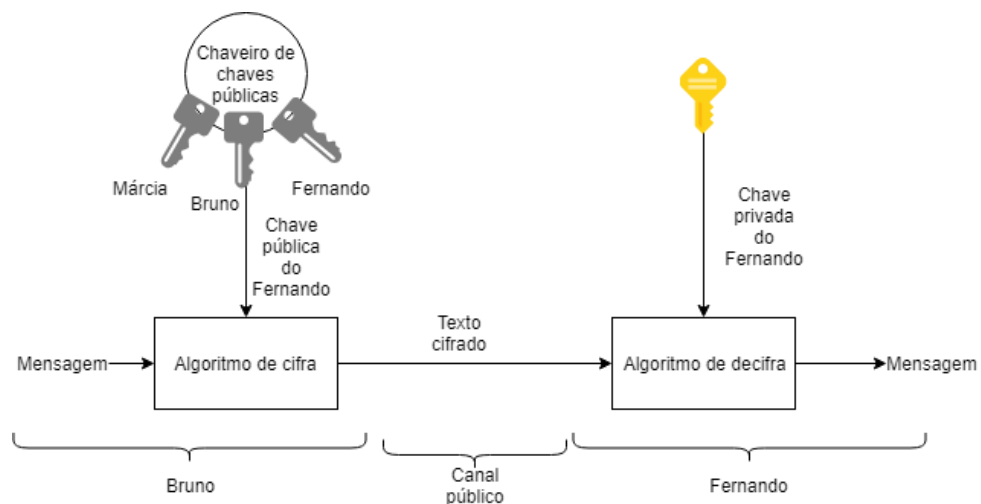 Chaveiro de
chaves
públicas
Márcia
Bruno
Fernando
Chave
pública
do
Fernando
Chave
privada
do
Fernando
Mensagem
Algoritmo de cifra
Texto
cifrado
Algoritmo de decifra
Mensagem
Bruno
Canal
público
Fernando